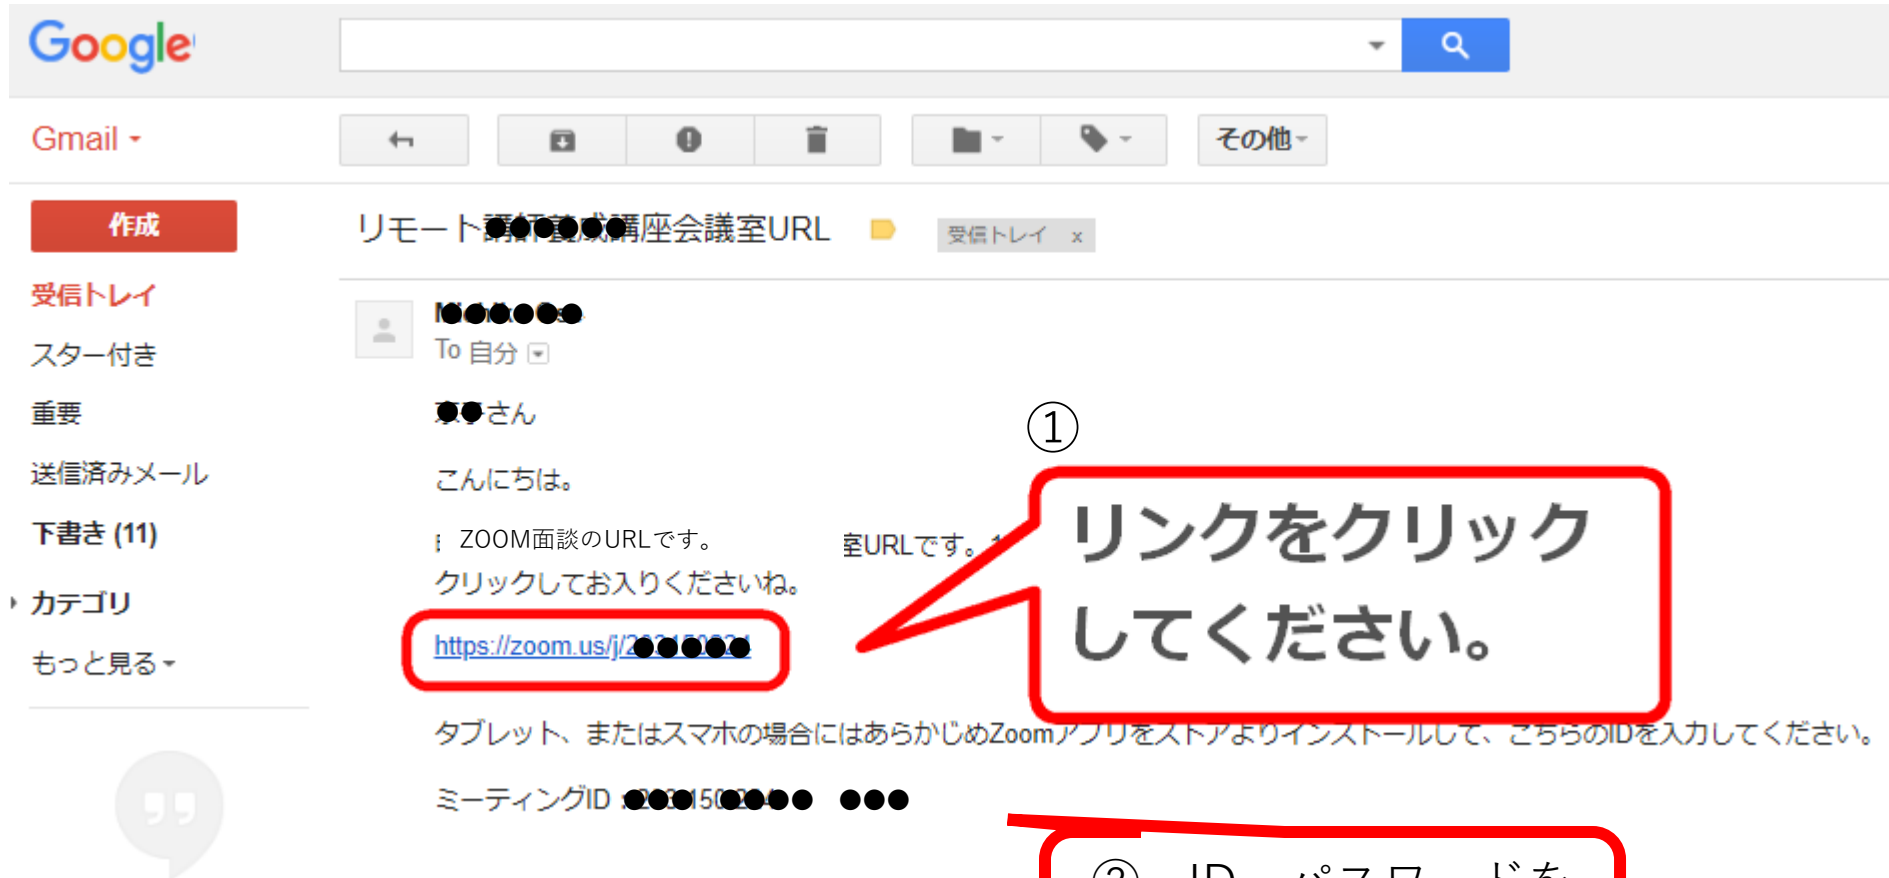 Google
Gmail
その他
作成
リモート●●●●●●講座会議室URL
受信トレイ x
受信トレイ
スター付き
重要
送信済みメール
下書き (11)
カテゴリ
もっと見る
To 自分
●●さん
こんにちは。
ZOOM面談のURLです。
室URLです。
クリックしてお入りくださいね。
https://zoom.us/j/
①
リンクをクリック
してください。
タブレット、またはスマホの場合にはあらかじめZoomアプリをストアよりインストールして、こちらのIDを入力してください。
ミーティングID :
② ID パスワードを